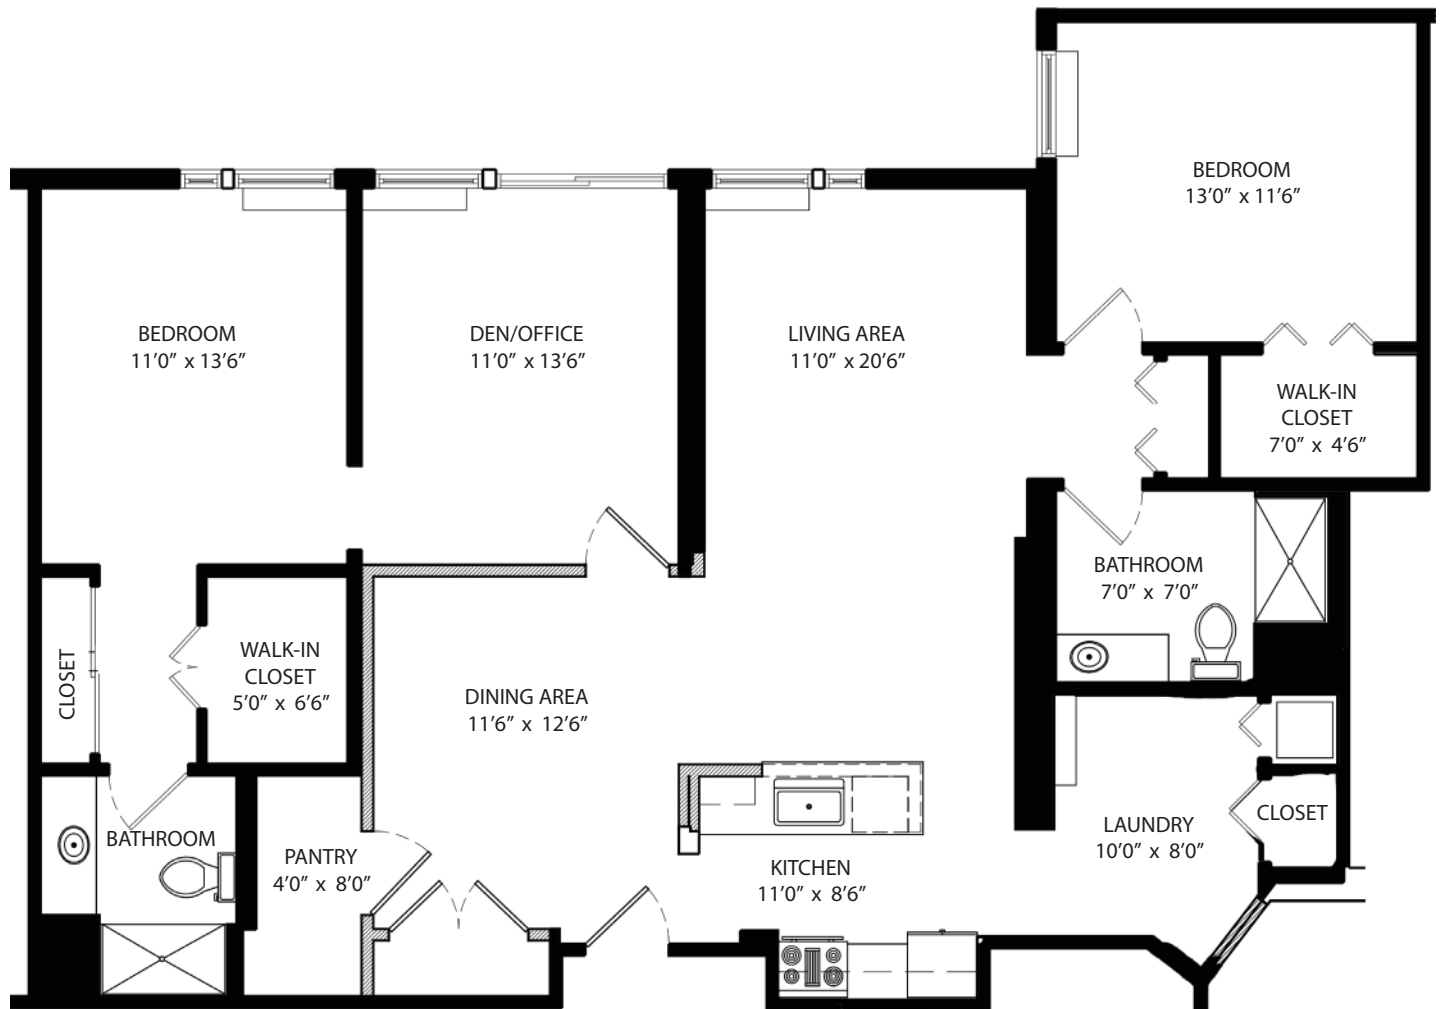 BEDROOM
13’0” x 11’6”
BEDROOM
11’0” x 13’6”
DEN/OFFICE
11’0” x 13’6”
LIVING AREA
11’0” x 20’6”
WALK-IN
CLOSET
7’0” x 4’6”
BATHROOM
7’0” x 7’0”
CLOSET
WALK-IN
CLOSET
5’0” x 6’6”
DINING AREA
11’6” x 12’6”
BATHROOM
PANTRY
4’0” x 8’0”
KITCHEN
11’0” x 8’6”
LAUNDRY
10’0” x 8’0”
CLOSET